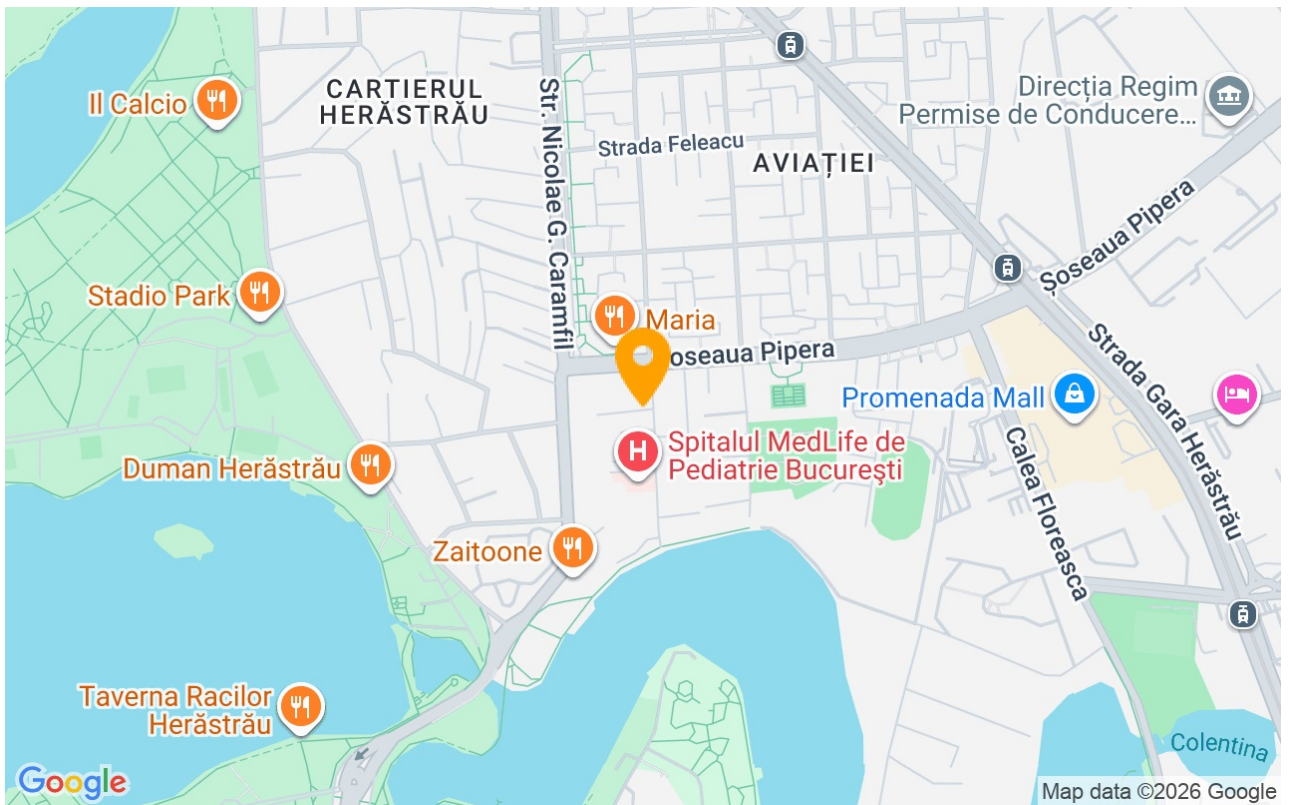 Il Calcio
CARTIERUL
HERĂSTRĂU
Str. Nicolae G. Caramfil
Strada Feleacu
AVIAȚIEI
Direcția Regim
Permise de Conducere...
Șoseaua Pipera
Stadio Park
Maria
oseaua Pipera
Strada Gara Herăstrău
Promenada Mall
Calea Floreasca
Duman Herăstrău
H
Spitalul MedLife de
Pediatrie Bucureşti
Zaitoone
Taverna Racilor
Herăstrău
Colentina
Google
Map data ©2026 Google